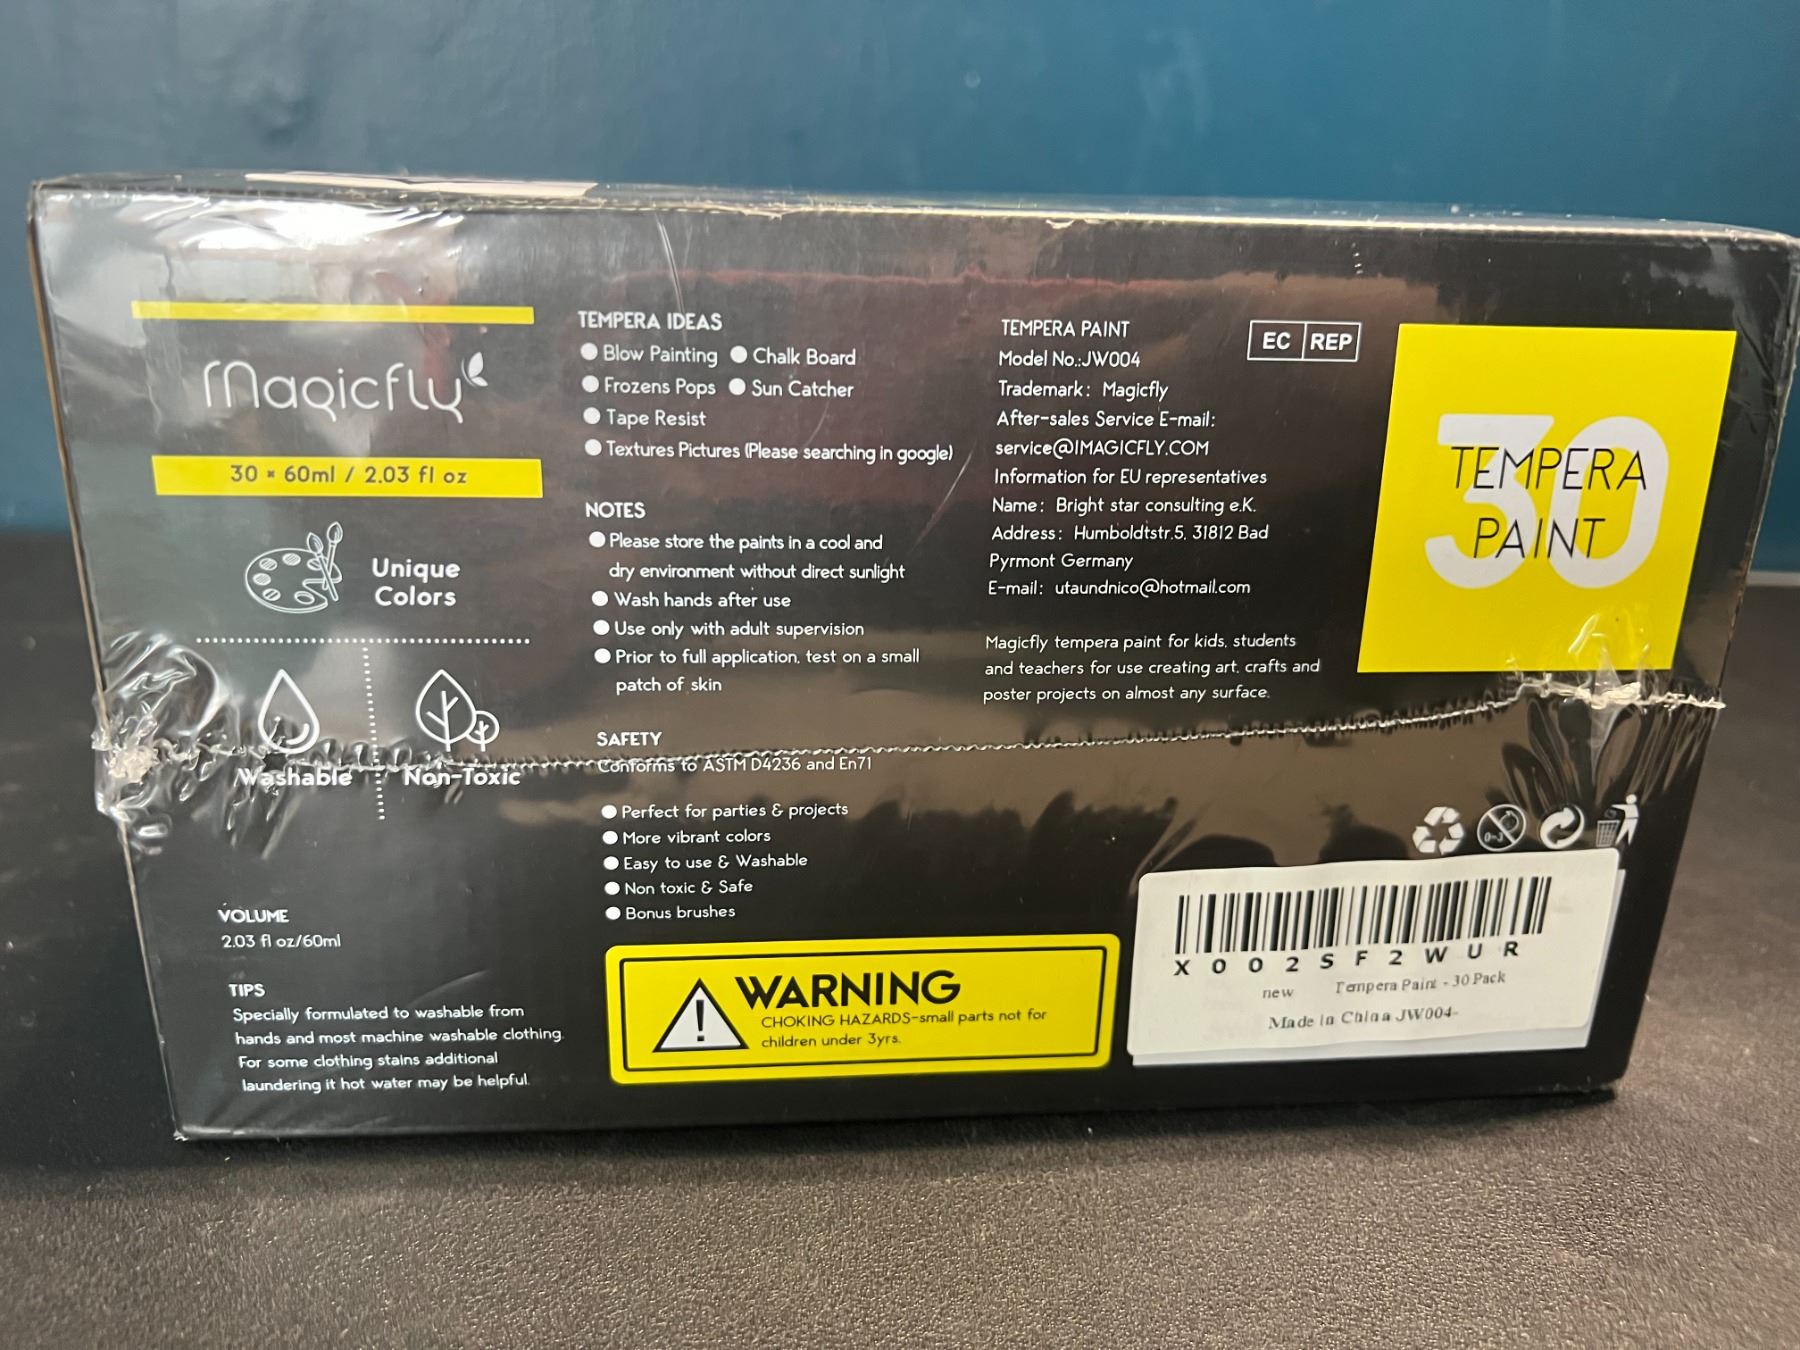 Magicfly
30 × 60ml / 2.03 fl oz
Unique
Colors
Washable
Non-Toxic
VOLUME
2.03 fl oz/60ml
TIPS
Specially formulated to washable from
hands and most machine washable clothing.
For some clothing stains additional
laundering it hot water may be helpful.
TEMPERA IDEAS
Blow Painting Chalk Board
Frozens Pops Sun Catcher
Tape Resist
Textures Pictures (Please searching in google)
NOTES
Please store the paints in a cool and
dry environment without direct sunlight
Wash hands after use
Use only with adult supervision
Prior to full application, test on a small
patch of skin
SAFETY
Conforms to ASTM D4236 and En71
Perfect for parties & projects
More vibrant colors
Easy to use & Washable
Non toxic & Safe
Bonus brushes
WARNING
CHOKING HAZARDS-small parts not for
children under 3yrs.
TEMPERA PAINT
Model No.:JW004
Trademark: Magicfly
After-sales Service E-mail:
service@IMAGICFLY.COM
Information for EU representatives
Name: Bright star consulting e.K.
Address: Humboldtstr.5, 31812 Bad
Pyrmont Germany
E-mail: utaundnico@hotmail.com
EC REP
Magicfly tempera paint for kids, students
and teachers for use creating art, crafts and
poster projects on almost any surface.
30
TEMPERA
PAINT
0-3
X002SF2WUR
new Tempera Paint - 30 Pack
Made in China JW004-